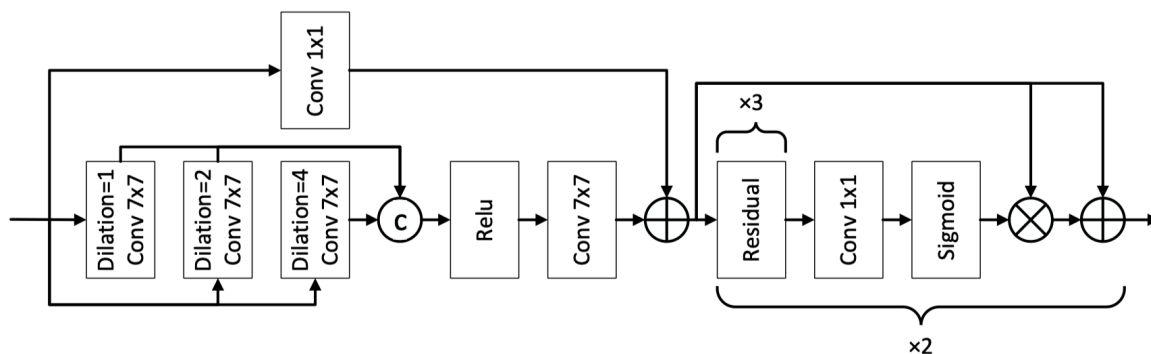 Conv 1x1
×3
Dilation=1
Conv 7x7
Dilation=2
Conv 7x7
Dilation=4
Conv 7x7
C
Relu
Conv 7x7
Residual
Conv 1x1
Sigmoid
×2